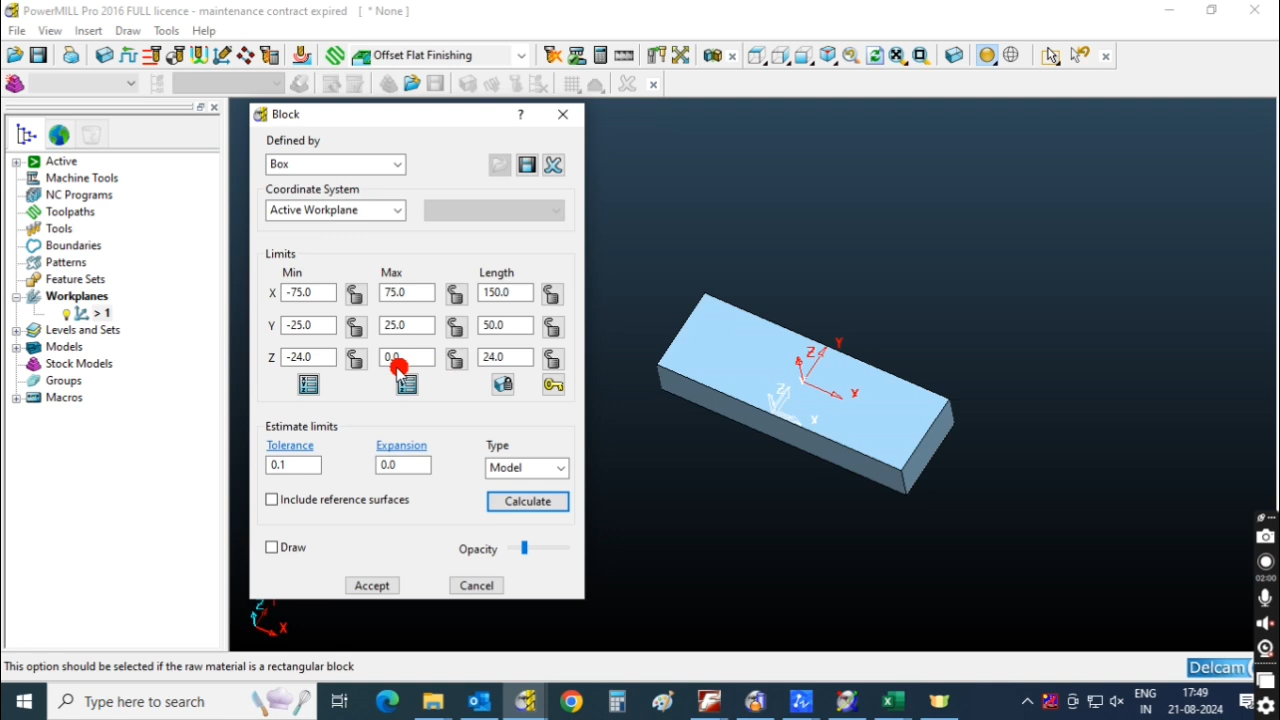 PowerMILL Pro 2016 FULL licence - maintenance contract expired [ * None ]
File View Insert Draw Tools Help
Offset Flat Finishing
Active
Machine Tools
NC Programs
Toolpaths
Tools
Boundaries
Patterns
Feature Sets
Workplanes
> 1
Levels and Sets
Models
Stock Models
Groups
Macros
Block
?
Defined by
Box
Coordinate System
Active Workplane
Limits
Min Max Length
X -75.0 75.0 150.0
Y -25.0 25.0 50.0
Z -24.0 0.0 24.0
Estimate limits
Tolerance Expansion Type
0.1 0.0 Model
Include reference surfaces Calculate
Draw Opacity
Accept Cancel
Z Y
X
Z
X
Z
X
02:00
This option should be selected if the raw material is a rectangular block
Delcam
Type here to search
ENG
IN
17:49
21-08-2024